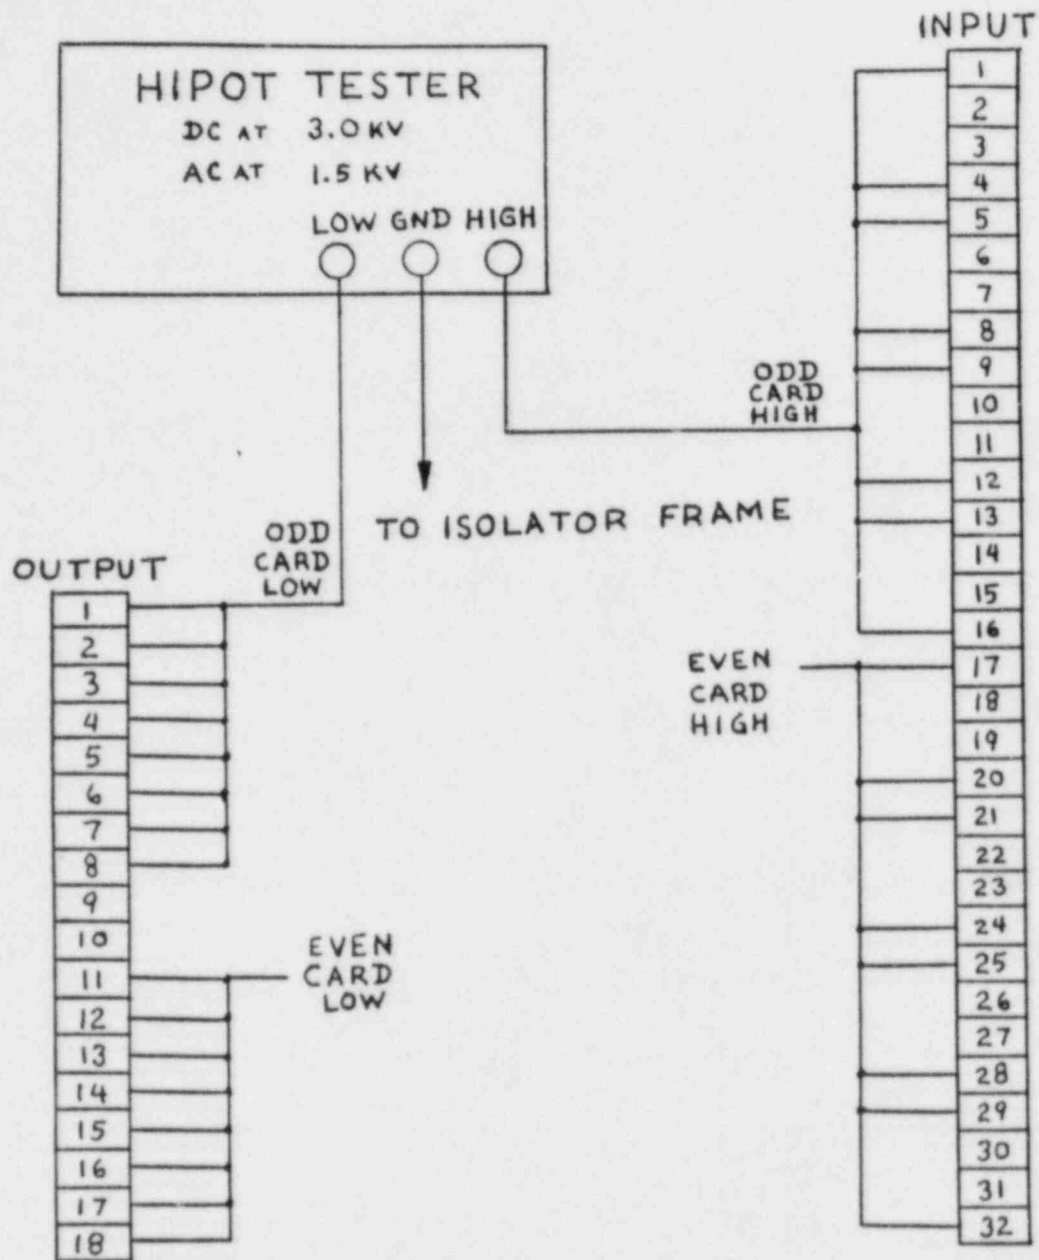 HIPOT TESTER
DC AT 3.0 KV
AC AT 1.5 KV
LOW GND HIGH
TO ISOLATOR FRAME
ODD
CARD
LOW
OUTPUT
1
2
3
4
5
6
7
8
9
10
11
12
13
14
15
16
17
18
EVEN
CARD
LOW
ODD
CARD
HIGH
EVEN
CARD
HIGH
INPUT
1
2
3
4
5
6
7
8
9
10
11
12
13
14
15
16
17
18
19
20
21
22
23
24
25
26
27
28
29
30
31
32